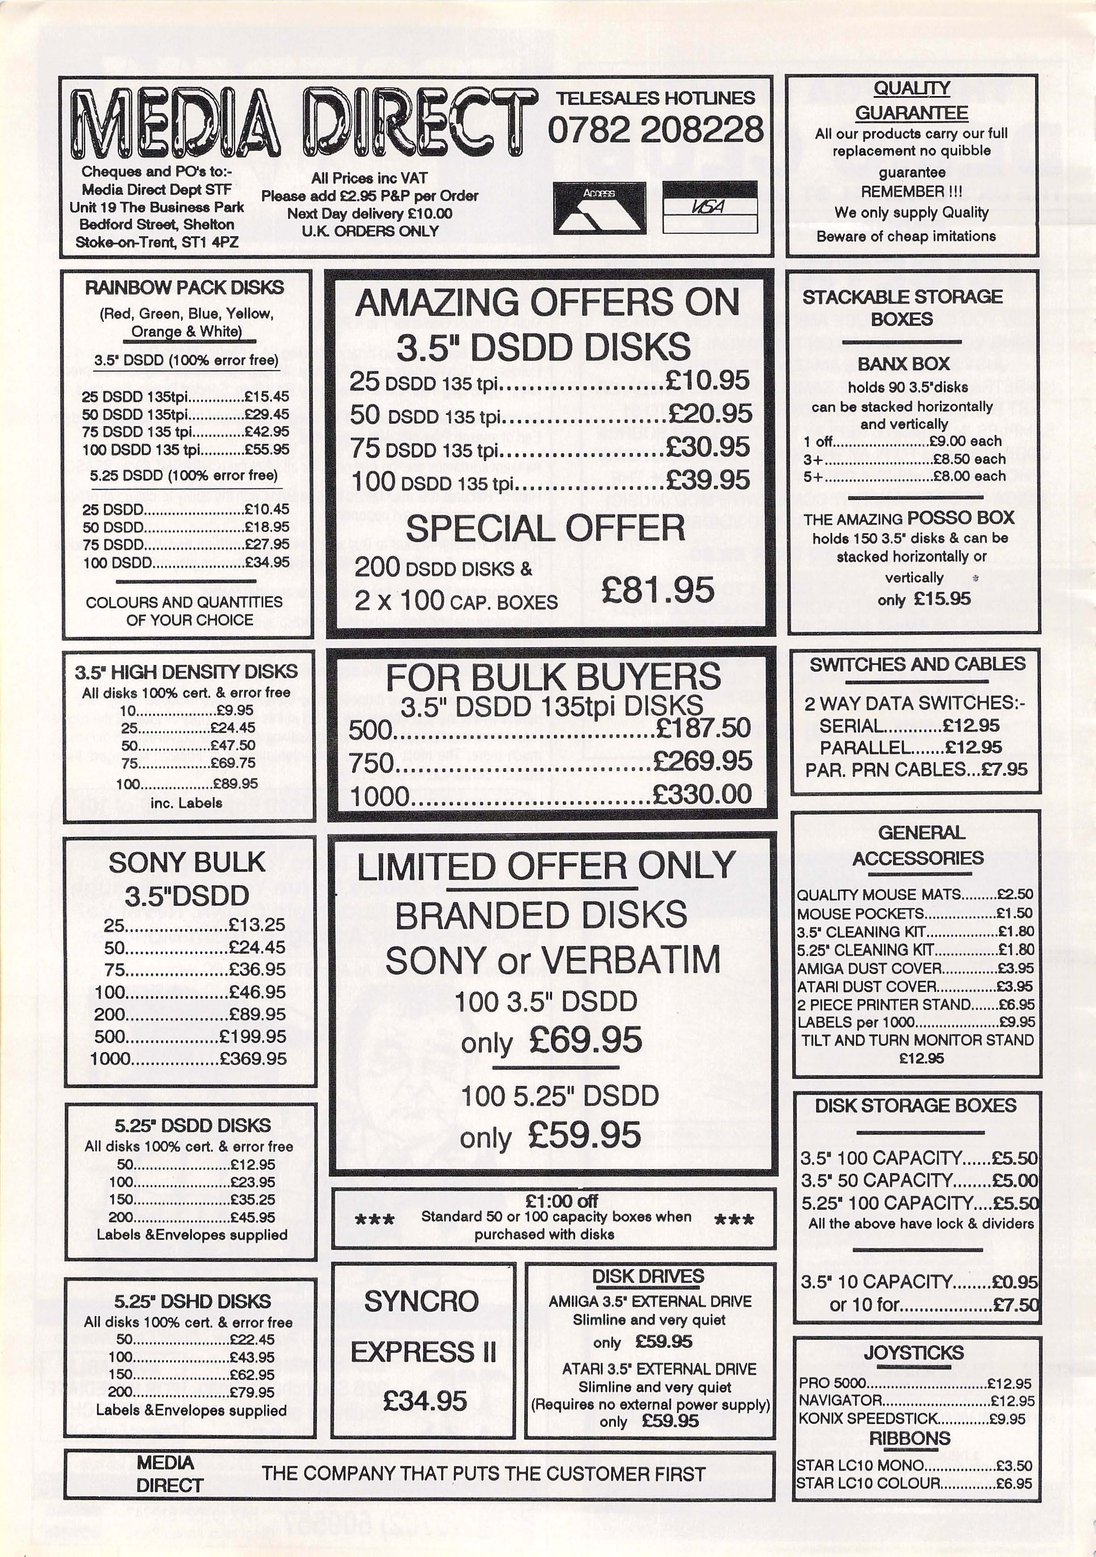 MEDIA DIRECT
TELESALES HOTLINES
0782 208228
Cheques and PO's to:-
Media Direct Dept STF
Unit 19 The Business Park
Bedford Street, Shelton
Stoke-on-Trent, ST1 4PZ
All Prices inc VAT
Please add £2.95 P&P per Order
Next Day delivery £10.00
U.K. ORDERS ONLY
Access
VISA
QUALITY
GUARANTEE
All our products carry our full
replacement no quibble
guarantee
REMEMBER !!!
We only supply Quality
Beware of cheap imitations
RAINBOW PACK DISKS
(Red, Green, Blue, Yellow,
Orange & White)
3.5" DSDD (100% error free)
25 DSDD 135tpi.............£15.45
50 DSDD 135tpi.............£29.45
75 DSDD 135 tpi............£42.95
100 DSDD 135 tpi..........£55.95
5.25 DSDD (100% error free)
25 DSDD.......................£10.45
50 DSDD.......................£18.95
75 DSDD.......................£27.95
100 DSDD.....................£34.95
COLOURS AND QUANTITIES
OF YOUR CHOICE
AMAZING OFFERS ON
3.5" DSDD DISKS
25 DSDD 135 tpi.......................£10.95
50 DSDD 135 tpi.......................£20.95
75 DSDD 135 tpi.......................£30.95
100 DSDD 135 tpi.....................£39.95
SPECIAL OFFER
200 DSDD DISKS &
2 x 100 CAP. BOXES
£81.95
STACKABLE STORAGE
BOXES
BANX BOX
holds 90 3.5"disks
can be stacked horizontally
and vertically
1 off.......................£9.00 each
3+..........................£8.50 each
5+..........................£8.00 each
THE AMAZING POSSO BOX
holds 150 3.5" disks & can be
stacked horizontally or
vertically
only £15.95
3.5" HIGH DENSITY DISKS
All disks 100% cert. & error free
10....................£9.95
25..................£24.45
50..................£47.50
75..................£69.75
100..................£89.95
inc. Labels
FOR BULK BUYERS
3.5" DSDD 135tpi DISKS
500.................................£187.50
750.................................£269.95
1000...............................£330.00
SWITCHES AND CABLES
2 WAY DATA SWITCHES:-
SERIAL...........£12.95
PARALLEL......£12.95
PAR. PRN CABLES...£7.95
SONY BULK
3.5"DSDD
25.....................£13.25
50.....................£24.45
75.....................£36.95
100.....................£46.95
200.....................£89.95
500...................£199.95
1000..................£369.95
LIMITED OFFER ONLY
BRANDED DISKS
SONY or VERBATIM
100 3.5" DSDD
only £69.95
100 5.25" DSDD
only £59.95
GENERAL
ACCESSORIES
QUALITY MOUSE MATS........£2.50
MOUSE POCKETS................£1.50
3.5" CLEANING KIT................£1.80
5.25" CLEANING KIT..............£1.80
AMIGA DUST COVER.............£3.95
ATARI DUST COVER..............£3.95
2 PIECE PRINTER STAND.......£6.95
LABELS per 1000...................£9.95
TILT AND TURN MONITOR STAND
£12.95
5.25" DSDD DISKS
All disks 100% cert. & error free
50.......................£12.95
100.......................£23.95
150.......................£35.25
200.......................£45.95
Labels &Envelopes supplied
£1:00 off
*** Standard 50 or 100 capacity boxes when ***
purchased with disks
DISK STORAGE BOXES
3.5" 100 CAPACITY.....£5.50
3.5" 50 CAPACITY.......£5.00
5.25" 100 CAPACITY....£5.50
All the above have lock & dividers
3.5" 10 CAPACITY.......£0.95
or 10 for.................£7.50
5.25" DSHD DISKS
All disks 100% cert. & error free
50.......................£22.45
100.......................£43.95
150.......................£62.95
200.......................£79.95
Labels &Envelopes supplied
SYNCRO
EXPRESS II
£34.95
DISK DRIVES
AMIIGA 3.5" EXTERNAL DRIVE
Slimline and very quiet
only £59.95
ATARI 3.5" EXTERNAL DRIVE
Slimline and very quiet
(Requires no external power supply)
only £59.95
JOYSTICKS
PRO 5000...........................£12.95
NAVIGATOR........................£12.95
KONIX SPEEDSTICK...........£9.95
RIBBONS
STAR LC10 MONO................£3.50
STAR LC10 COLOUR............£6.95
MEDIA
DIRECT
THE COMPANY THAT PUTS THE CUSTOMER FIRST